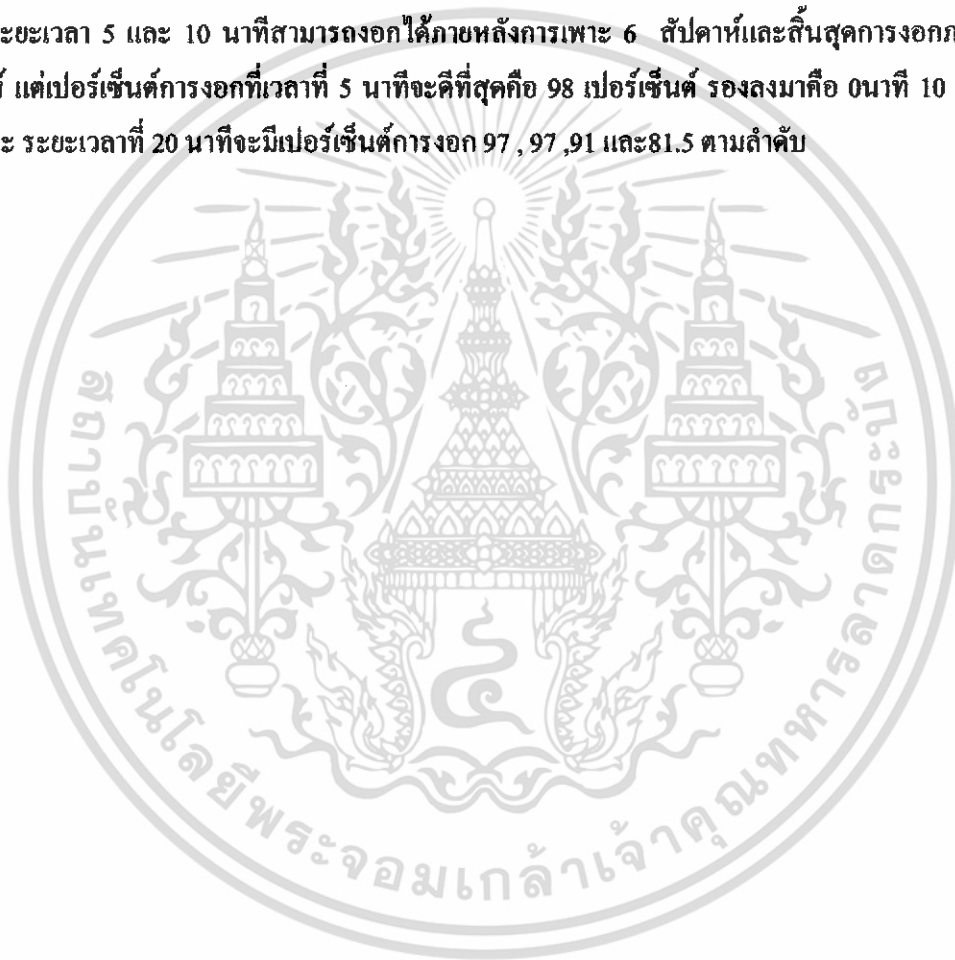 ะยะเวลา 5 และ 10 นาทีสามารถงอกได้ภายหลังการเพาะ 6 สัปดาห์และสิ้นสุดการงอกภ
์ แต่เปอร์เซ็นต์การงอกที่เวลาที่ 5 นาทีจะดีที่สุดคือ 98 เปอร์เซ็นต์ รองลงมาคือ 0นาที 10
ะ ระยะเวลาที่ 20 นาทีจะมีเปอร์เซ็นต์การงอก 97 , 97 ,91 และ81.5 ตามลำดับ
สถาบันเทคโนโลยีพระจอมเกล้าเจ้าคุณทหารลาดกระบัง